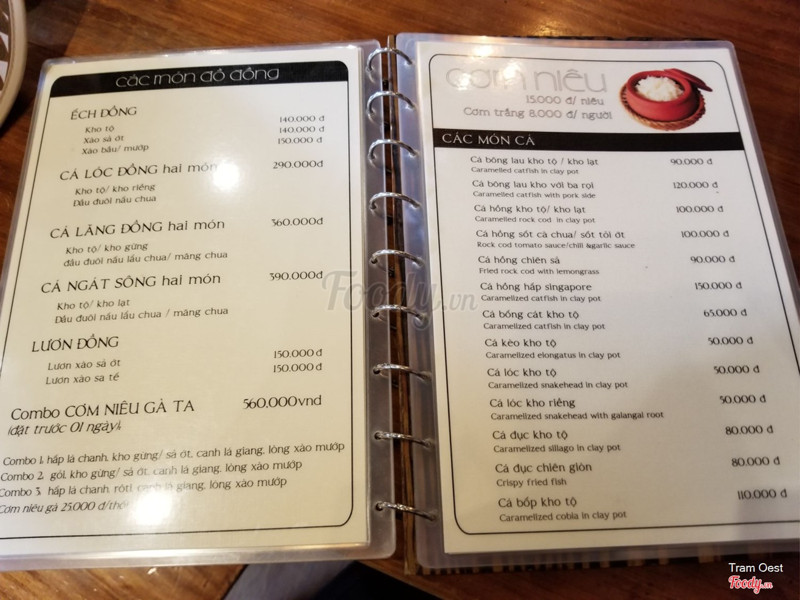 các món đồ đồng
ẾCH ĐỒNG
Kho tộ 140.000 đ
Xào sả ớt 140.000 đ
Xào bầu/ mướp 150.000 đ
CÁ LÓC ĐỒNG hai món 290.000đ
Kho tộ/ kho riềng
Đầu đuôi nấu chua
CÁ LĂNG ĐỒNG hai món 360.000đ
Kho tộ/ kho gừng
đầu đuôi nấu lẩu chua/ măng chua
CÁ NGÁT SÔNG hai món 390.000đ
Kho tộ/ kho lạt
Đầu đuôi nấu lẩu chua / măng chua
LƯƠN ĐỒNG
Lươn xào sả ớt 150.000 đ
Lươn xào sa tế 150.000 đ
Combo CƠM NIÊU GÀ TA 560.000vnd
(đặt trước 01 ngày)
Combo 1. hấp lá chanh, kho gừng/ sả ớt, canh lá giang, lòng xào mướp
Combo 2. gỏi, kho gừng/ sả ớt, canh lá giang, lòng xào mướp
Combo 3. hấp lá chanh, rôti, canh lá giang, lòng xào mướp
Cơm niêu gà 25.000 đ/thố
cơm niêu
15.000 đ/ niêu
Cơm trắng 8.000 đ/ người
CÁC MÓN CÁ
Cá bông lau kho tộ / kho lạt 90.000 đ
Caramelled catfish in clay pot
Cá bông lau kho với ba rọi 120.000 đ
Caramelled catfish with pork side
Cá hồng kho tộ/ kho lạt 100.000 đ
Caramelled rock cod in clay pot
Cá hồng sốt cà chua/ sốt tỏi ớt 100.000 đ
Rock cod tomato sauce/chili &garlic sauce
Cá hồng chiên sả 90.000 đ
Fried rock cod with lemongrass
Cá hồng hấp singapore 150.000 đ
Caramelized catfish in clay pot
Cá bống cát kho tộ 65.000 đ
Caramelized catfish in clay pot
Cá kèo kho tộ 50.000 đ
Caramelized elongatus in clay pot
Cá lóc kho tộ 50.000 đ
Caramelized snakehead in clay pot
Cá lóc kho riềng 50.000 đ
Caramelized snakehead with galangal root
Cá đục kho tộ 80.000 đ
Caramelized sillago in clay pot
Cá đục chiên giòn 80.000 đ
Crispy fried fish
Cá bốp kho tộ 110.000 đ
Caramelized cobia in clay pot
Foody.vn
Tram Oest
Foody.vn